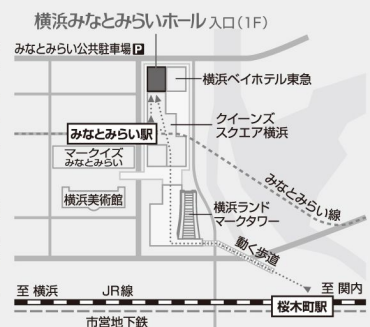 横浜みなとみらいホール 入口(1F)
みなとみらい公共駐車場 P
横浜ベイホテル東急
クイーンズ
スクエア横浜
みなとみらい駅
マークイズ
みなとみらい
みなとみらい線
横浜美術館
横浜ランド
マークタワー
動く歩道
至 横浜
JR線
至 関内
桜木町駅
市営地下鉄